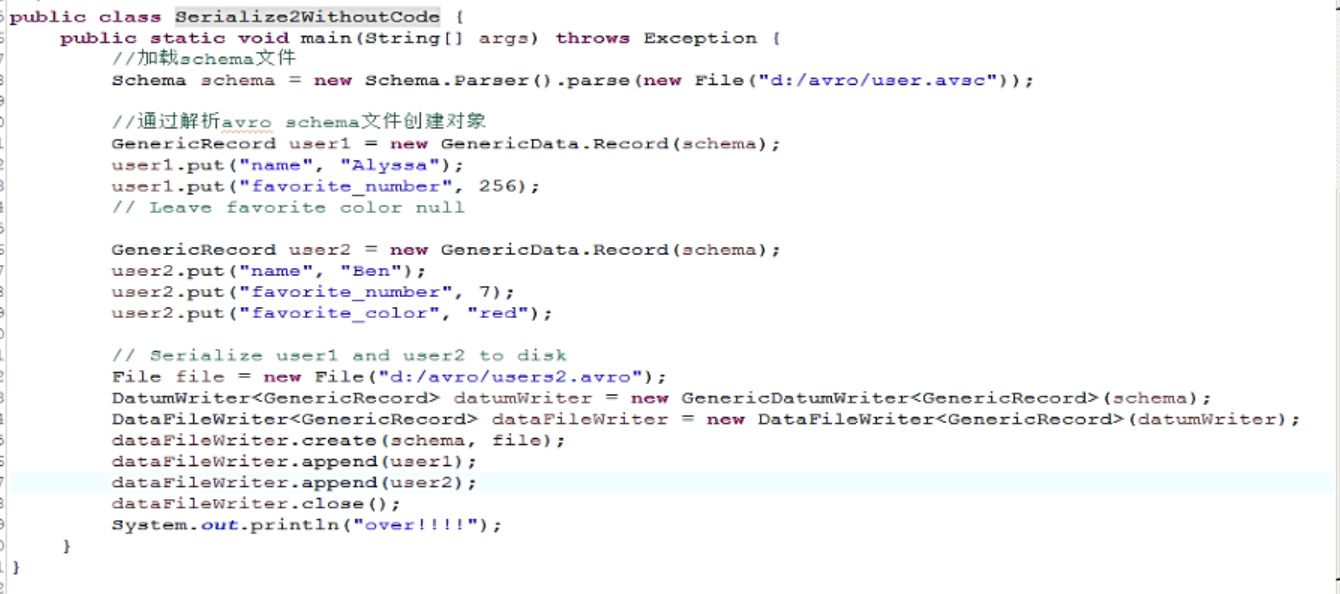 public class Serialize2WithoutCode {
public static void main(String[] args) throws Exception {
//加载schema文件
Schema schema = new Schema.Parser().parse(new File("d:/avro/user.avsc"));
//通过解析avro schema文件创建对象
GenericRecord user1 = new GenericData.Record(schema);
user1.put("name", "Alyssa");
user1.put("favorite_number", 256);
// Leave favorite color null
GenericRecord user2 = new GenericData.Record(schema);
user2.put("name", "Ben");
user2.put("favorite_number", 7);
user2.put("favorite_color", "red");
// Serialize user1 and user2 to disk
File file = new File("d:/avro/users2.avro");
DatumWriter<GenericRecord> datumWriter = new GenericDatumWriter<GenericRecord>(schema);
DataFileWriter<GenericRecord> dataFileWriter = new DataFileWriter<GenericRecord>(datumWriter);
dataFileWriter.create(schema, file);
dataFileWriter.append(user1);
dataFileWriter.append(user2);
dataFileWriter.close();
System.out.println("over!!!!");
}
}